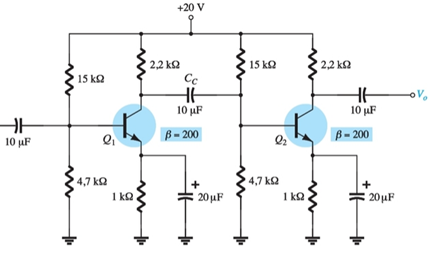 +20 V
15 kΩ
2,2 kΩ
C_C
10 µF
15 kΩ
2,2 kΩ
10 µF
V_o
10 µF
Q_1
β = 200
Q_2
β = 200
4,7 kΩ
1 kΩ
+
20 µF
4,7 kΩ
1 kΩ
+
20 µF